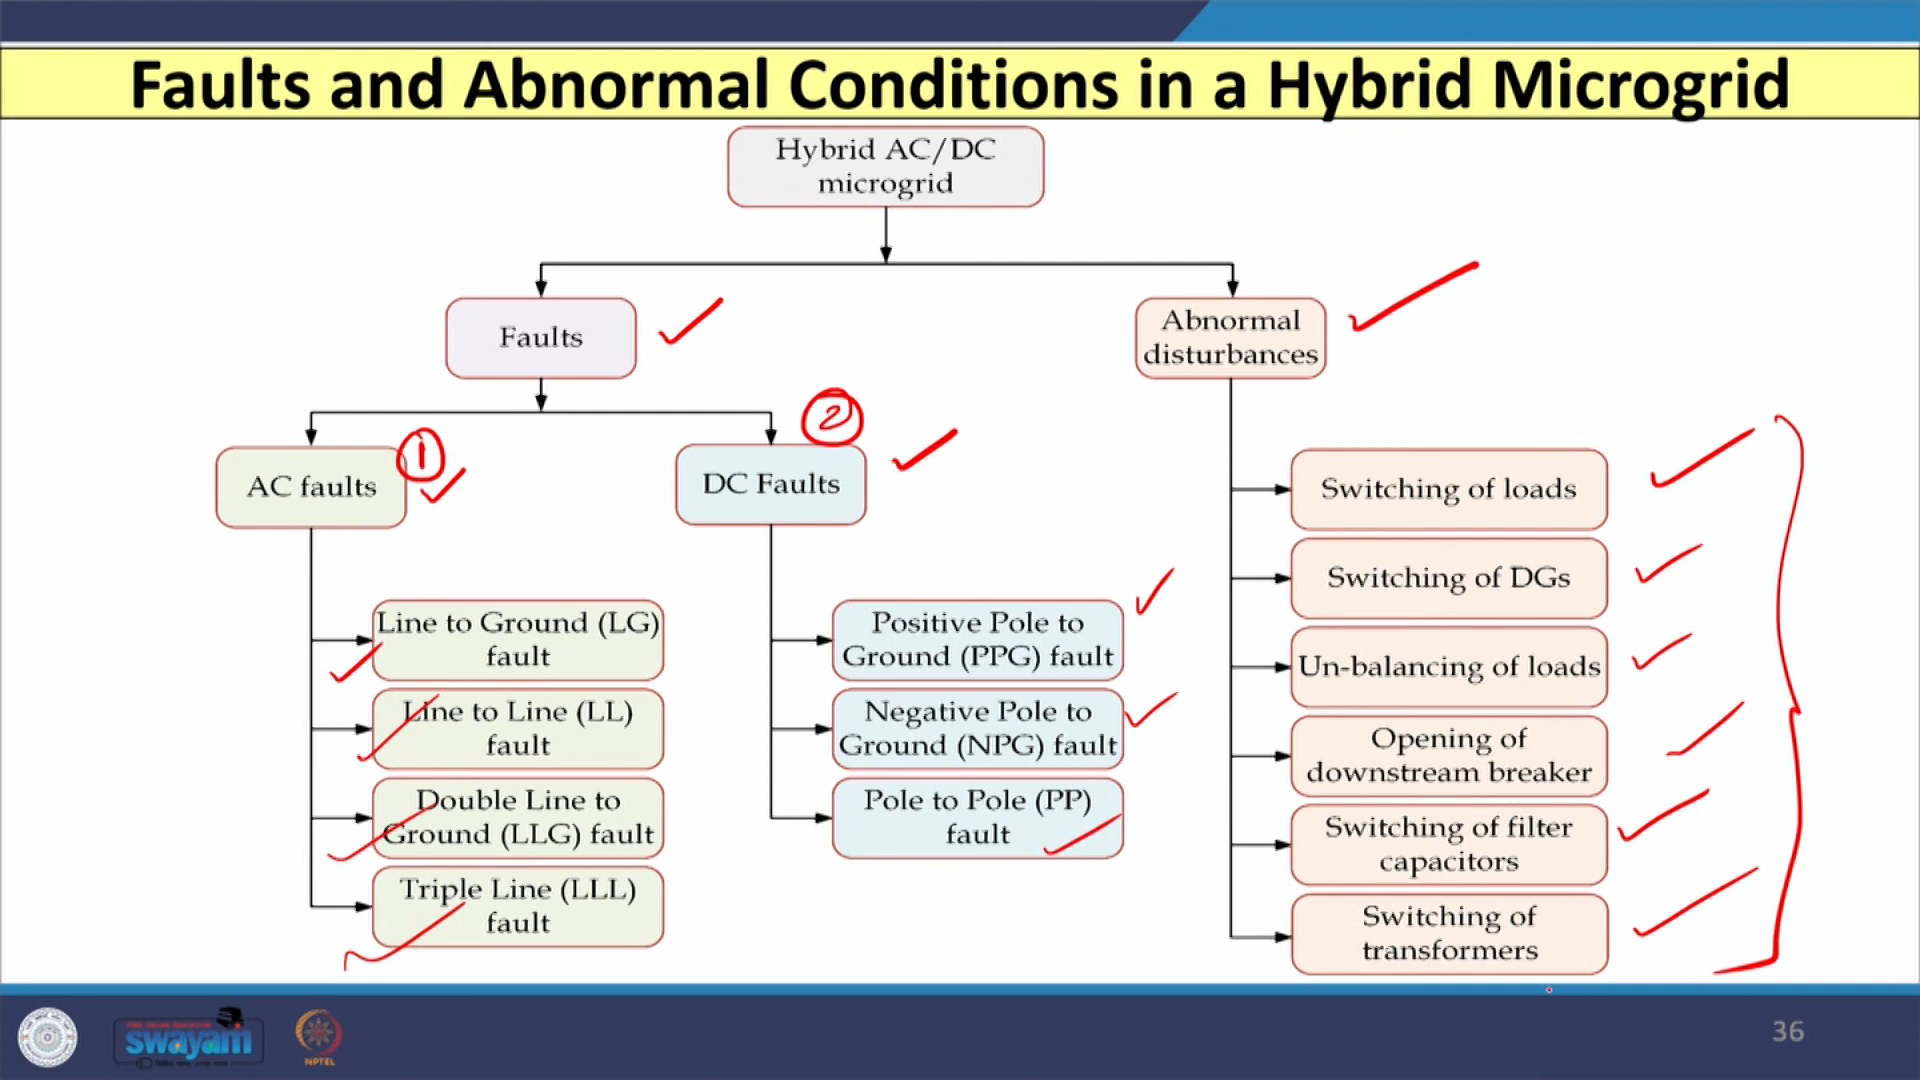 Faults and Abnormal Conditions in a Hybrid Microgrid
Hybrid AC/DC
microgrid
Faults
Abnormal
disturbances
AC faults
1
DC Faults
2
Line to Ground (LG)
fault
Line to Line (LL)
fault
Double Line to
Ground (LLG) fault
Triple Line (LLL)
fault
Positive Pole to
Ground (PPG) fault
Negative Pole to
Ground (NPG) fault
Pole to Pole (PP)
fault
Switching of loads
Switching of DGs
Un-balancing of loads
Opening of
downstream breaker
Switching of filter
capacitors
Switching of
transformers
swayam
NPTEL
36